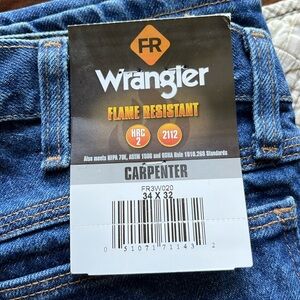 FR
Wrangler
FLAME RESISTANT
HRC 2
2112
Also meets NFPA 70E, ASTM 1506 and OSHA Rule 1910.269 Standards
CARPENTER
FR3W020
34 X 32
0 51071 71143 2